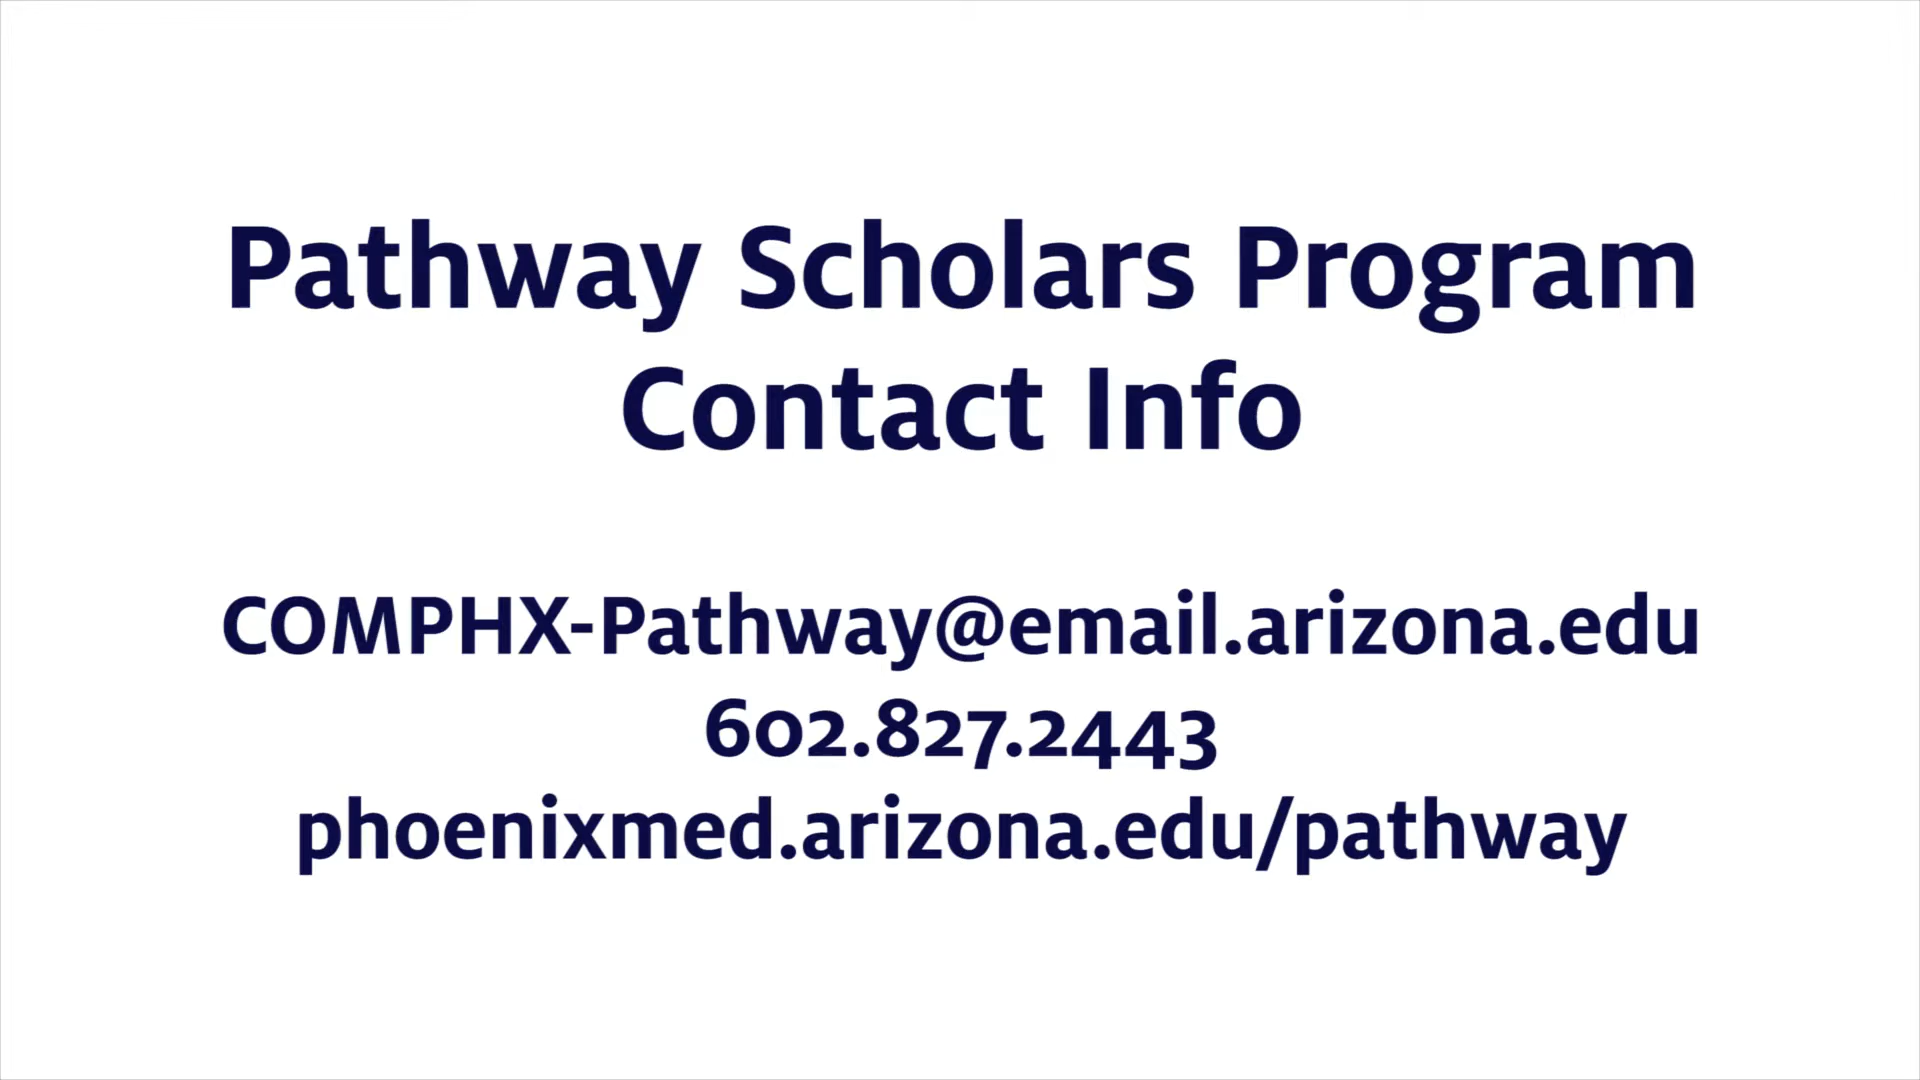 Pathway Scholars Program
Contact Info
COMPHX-Pathway@email.arizona.edu
602.827.2443
phoenixmed.arizona.edu/pathway